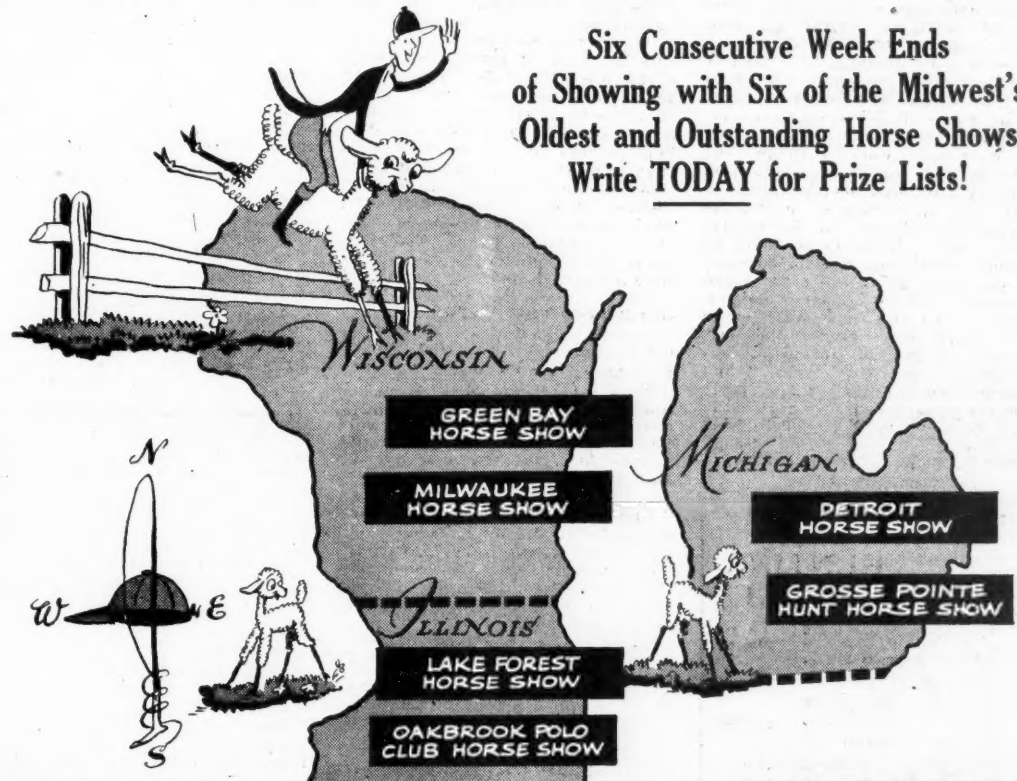 Six Consecutive Week Ends
of Showing with Six of the Midwest's
Oldest and Outstanding Horse Shows
Write TODAY for Prize Lists!
WISCONSIN
GREEN BAY
HORSE SHOW
MILWAUKEE
HORSE SHOW
MICHIGAN
DETROIT
HORSE SHOW
GROSSE POINTE
HUNT HORSE SHOW
N
W
E
S
ILLINOIS
LAKE FOREST
HORSE SHOW
OAKBROOK POLO
CLUB HORSE SHOW